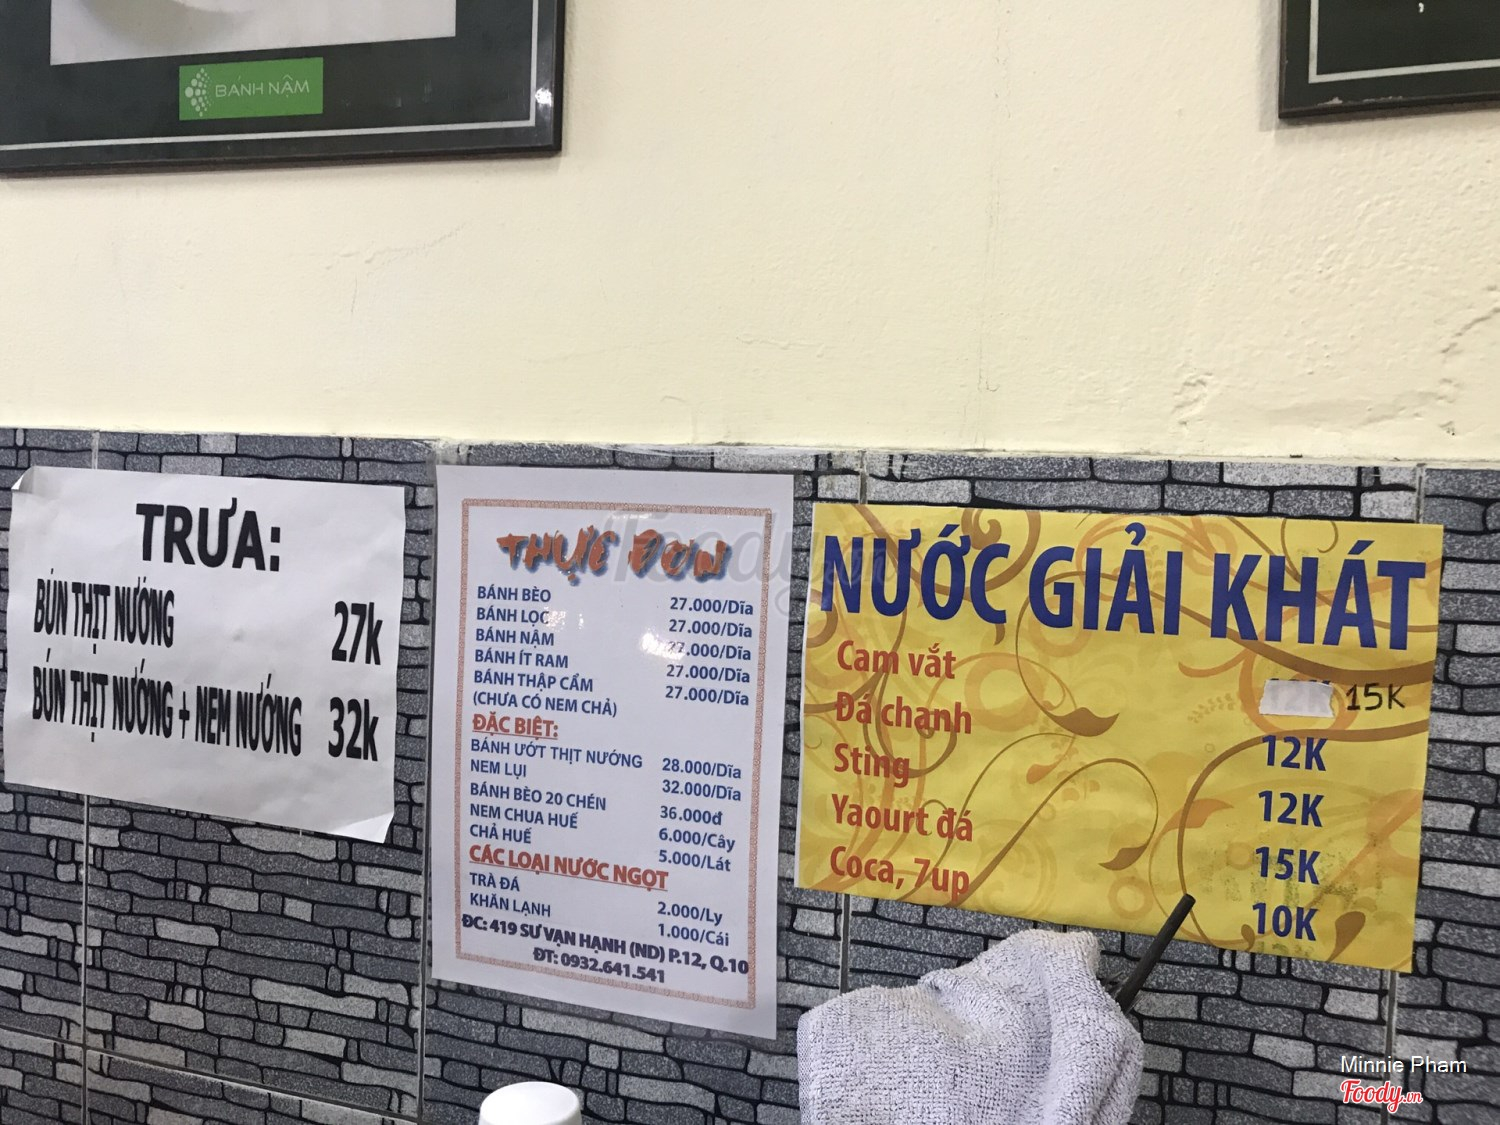 BÁNH NẬM
TRƯA:
BÚN THỊT NƯỚNG 27k
BÚN THỊT NƯỚNG + NEM NƯỚNG 32k
THỰC ĐƠN
BÁNH BÈO 27.000/Dĩa
BÁNH LỌC 27.000/Dĩa
BÁNH NẬM 27.000/Dĩa
BÁNH ÍT RAM 27.000/Dĩa
BÁNH THẬP CẨM 27.000/Dĩa
(CHƯA CÓ NEM CHẢ)
ĐẶC BIỆT:
BÁNH ƯỚT THỊT NƯỚNG 28.000/Dĩa
NEM LỤI 32.000/Dĩa
BÁNH BÈO 20 CHÉN 36.000đ
NEM CHUA HUẾ 6.000/Cây
CHẢ HUẾ 5.000/Lát
CÁC LOẠI NƯỚC NGỌT
TRÀ ĐÁ 2.000/Ly
KHĂN LẠNH 1.000/Cái
ĐC: 419 SƯ VẠN HẠNH (ND) P.12, Q.10
ĐT: 0932.641.541
NƯỚC GIẢI KHÁT
Cam vắt 15K
Đá chanh 12K
Sting 12K
Yaourt đá 15K
Coca, 7up 10K
Foody.vn
Minnie Pham
Foody.vn